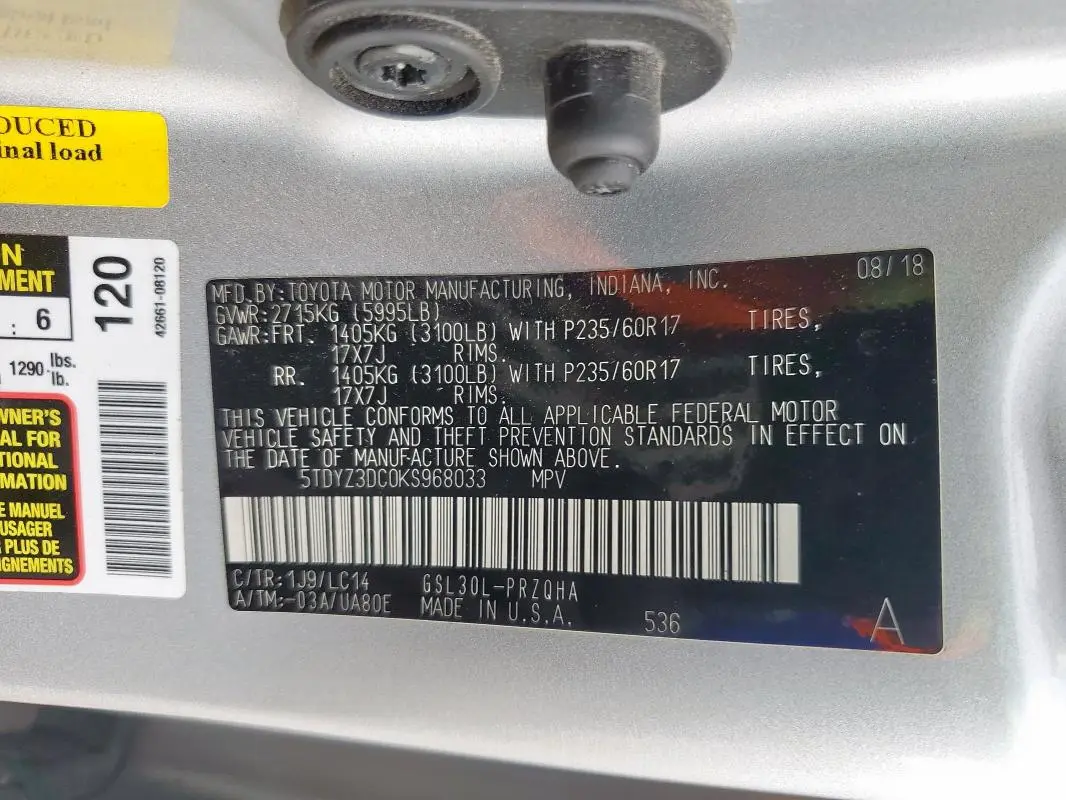 DUCED
inal load
N
MENT
: 6
1290 lbs.
lb.
120
42661-08120
WNER'S
AL FOR
TIONAL
MATION
E MANUEL
USAGER
PLUS DE
IGNEMENTS
08/18
MFD.BY:TOYOTA MOTOR MANUFACTURING, INDIANA, INC.
GVWR:2715KG (5995LB)
GAWR:FRT. 1405KG (3100LB) WITH P235/60R17 TIRES,
17X7J RIMS.
RR. 1405KG (3100LB) WITH P235/60R17 TIRES,
17X7J RIMS.
THIS VEHICLE CONFORMS TO ALL APPLICABLE FEDERAL MOTOR
VEHICLE SAFETY AND THEFT PREVENTION STANDARDS IN EFFECT ON
THE DATE OF MANUFACTURE SHOWN ABOVE.
5TDYZ3DC0KS968033 MPV
C/TR:1J9/LC14 GSL30L-PRZQHA
A/TM:-03A/UA80E MADE IN U.S.A. 536 A